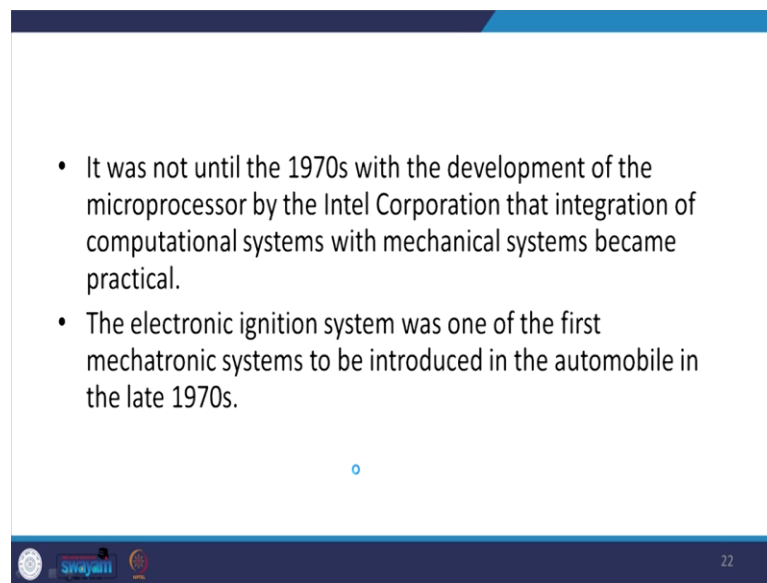 • It was not until the 1970s with the development of the
microprocessor by the Intel Corporation that integration of
computational systems with mechanical systems became
practical.
• The electronic ignition system was one of the first
mechatronic systems to be introduced in the automobile in
the late 1970s.
swayam
22